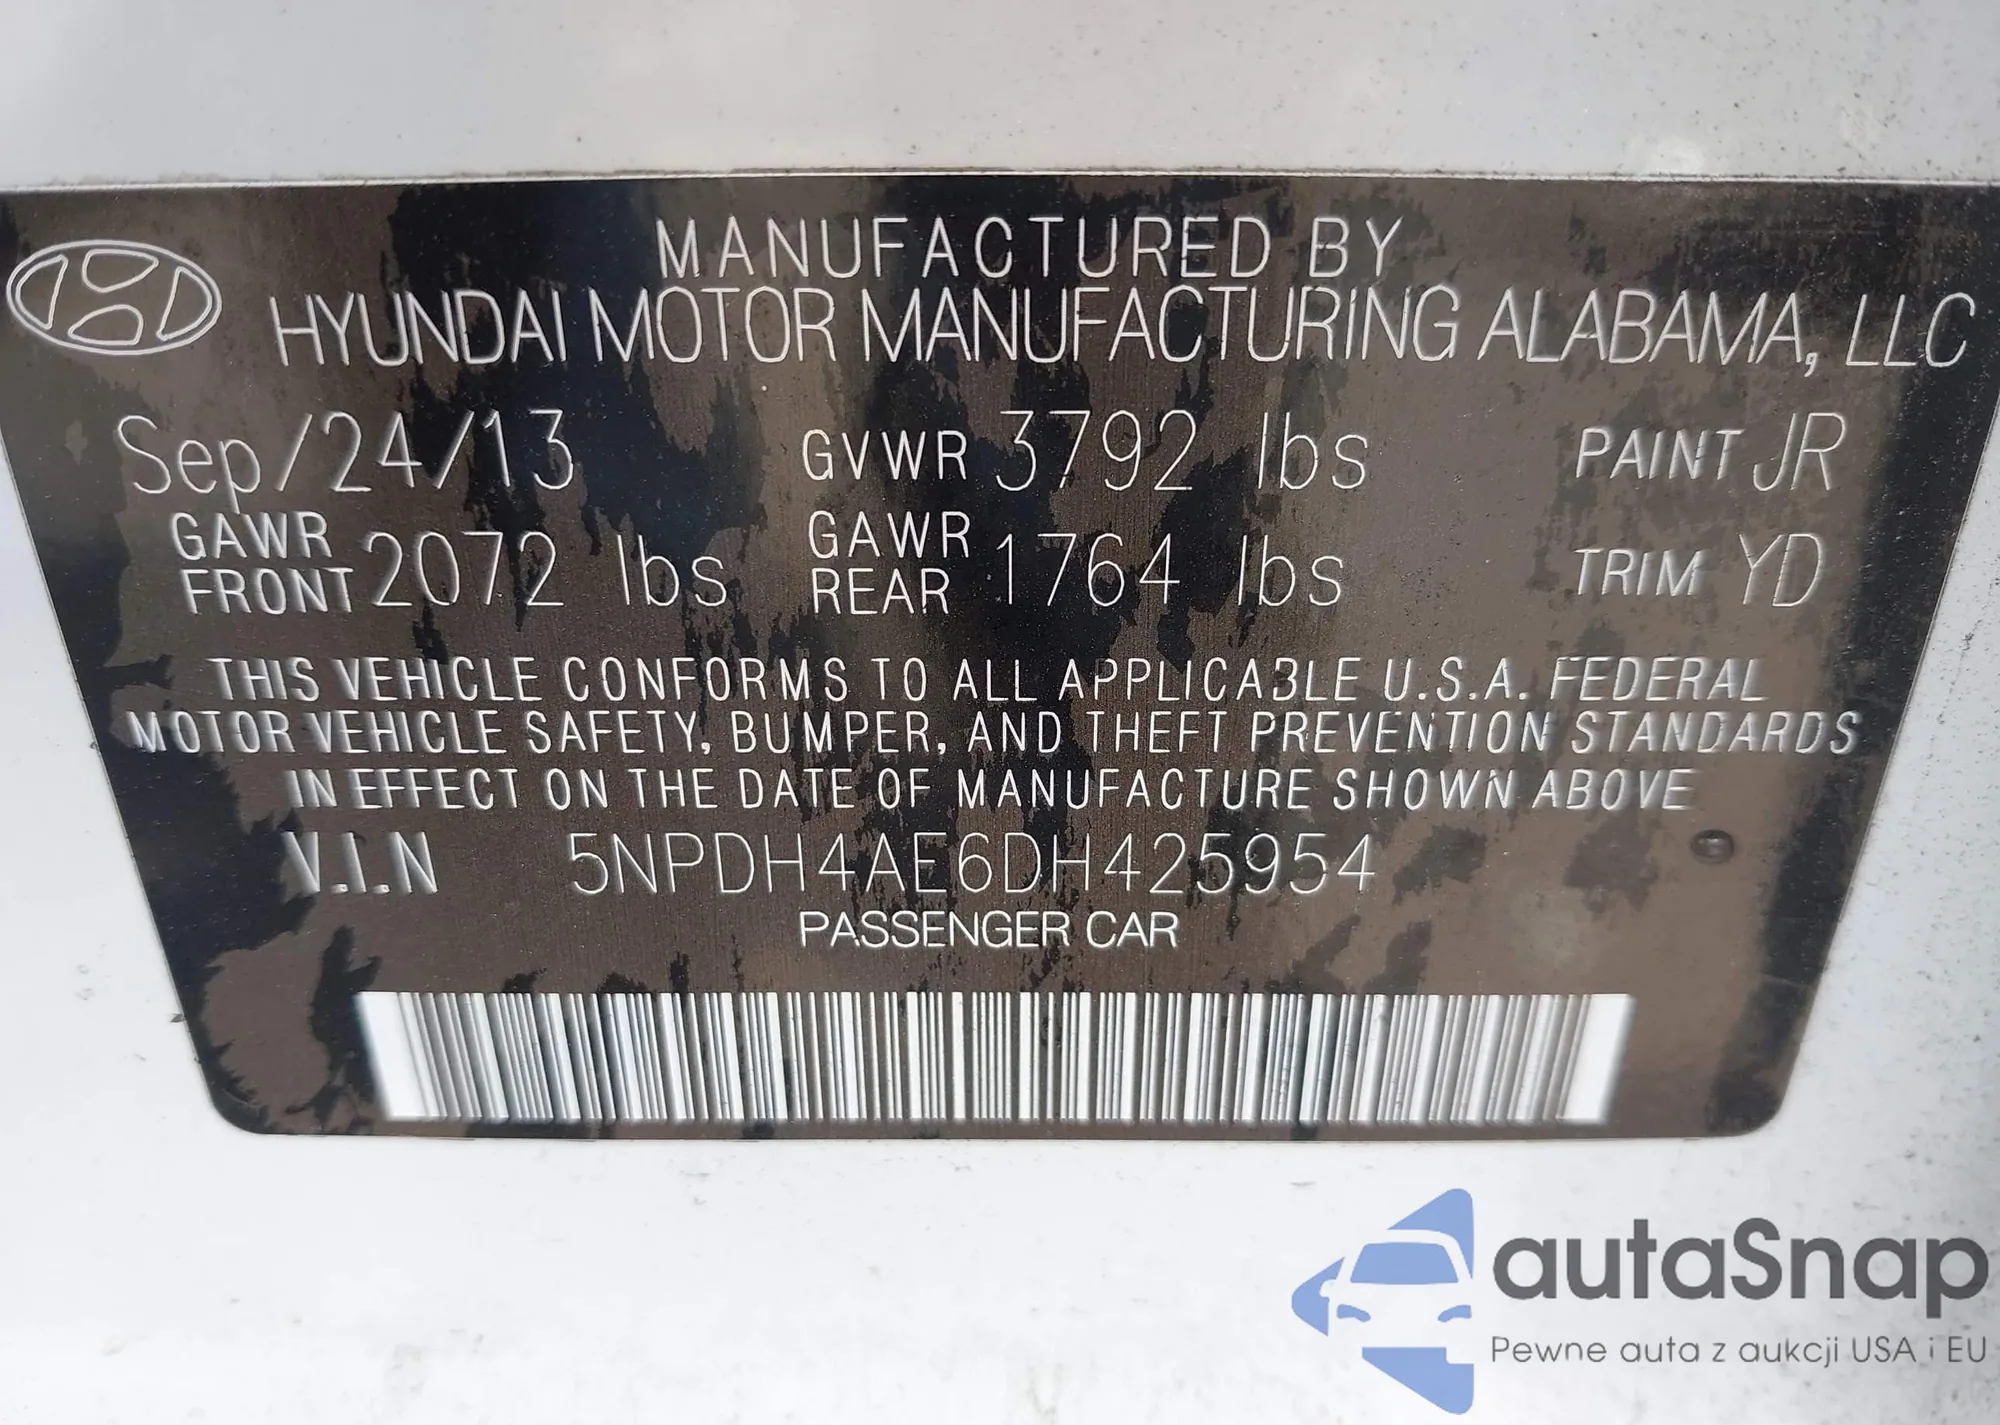 MANUFACTURED BY
HYUNDAI MOTOR MANUFACTURING ALABAMA, LLC
Sep/24/13 GVWR 3792 lbs PAINT JR
GAWR FRONT 2072 lbs GAWR REAR 1764 lbs TRIM YD
THIS VEHICLE CONFORMS TO ALL APPLICABLE U.S.A. FEDERAL
MOTOR VEHICLE SAFETY, BUMPER, AND THEFT PREVENTION STANDARDS
IN EFFECT ON THE DATE OF MANUFACTURE SHOWN ABOVE
V.I.N 5NPDH4AE6DH425954
PASSENGER CAR
autaSnap
Pewne auta z aukcji USA i EU